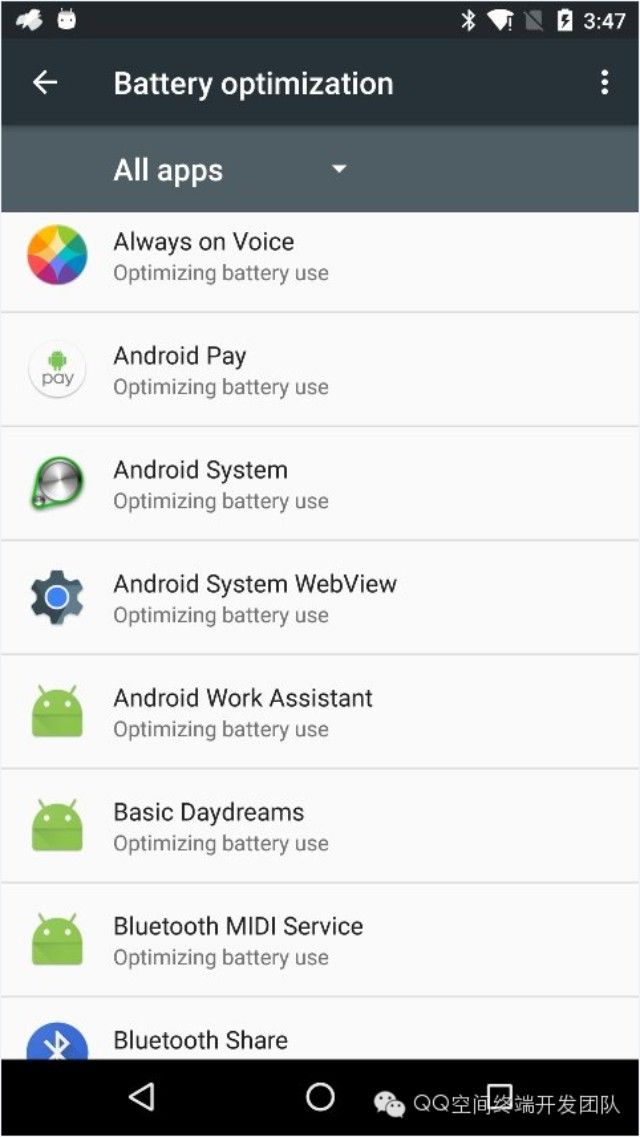 3:47
Battery optimization
All apps
Always on Voice
Optimizing battery use
pay
Android Pay
Optimizing battery use
Android System
Optimizing battery use
Android System WebView
Optimizing battery use
Android Work Assistant
Optimizing battery use
Basic Daydreams
Optimizing battery use
Bluetooth MIDI Service
Optimizing battery use
Bluetooth Share
QQ空间终端开发团队